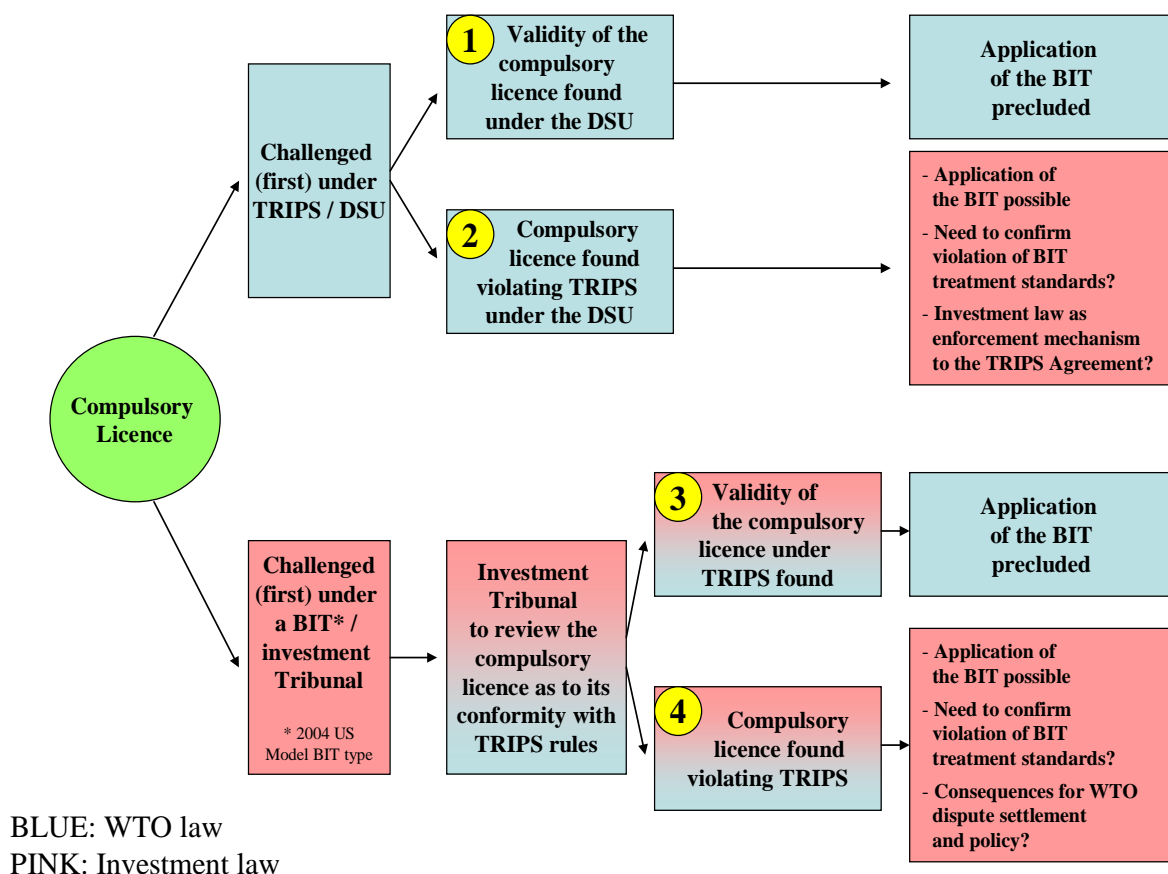 1
Validity of the
compulsory
licence found
under the DSU
Application
of the BIT
precluded
Challenged
(first) under
TRIPS / DSU
2
Compulsory
licence found
violating TRIPS
under the DSU
- Application of
the BIT possible
- Need to confirm
violation of BIT
treatment standards?
- Investment law as
enforcement mechanism
to the TRIPS Agreement?
Compulsory
Licence
Challenged
(first) under
a BIT* /
investment
Tribunal
* 2004 US
Model BIT type
Investment
Tribunal
to review the
compulsory
licence as to its
conformity with
TRIPS rules
3
Validity of
the compulsory
licence under
TRIPS found
Application
of the BIT
precluded
4
Compulsory
licence found
violating TRIPS
- Application of
the BIT possible
- Need to confirm
violation of BIT
treatment standards?
- Consequences for WTO
dispute settlement
and policy?
BLUE: WTO law
PINK: Investment law